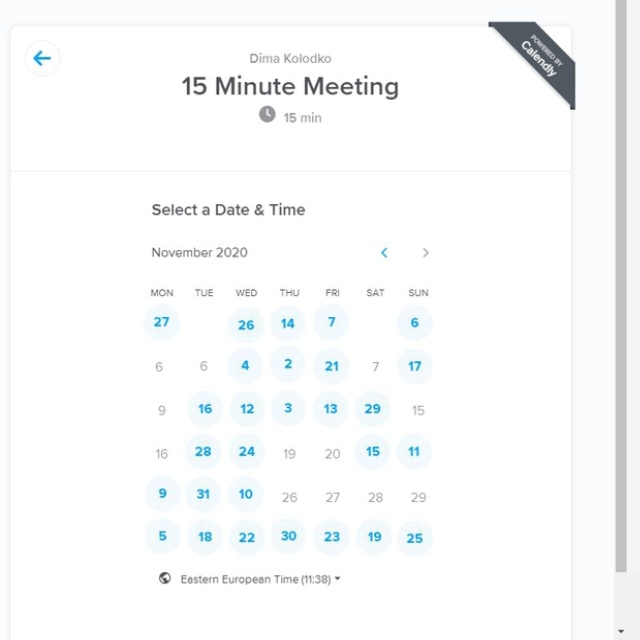 Dima Kolodko
POWERED BY
Calendly
15 Minute Meeting
15 min
Select a Date & Time
November 2020
MON TUE WED THU FRI SAT SUN
27 26 14 7 6
6 6 4 2 21 7 17
9 16 12 3 13 29 15
16 28 24 19 20 15 11
9 31 10 26 27 28 29
5 18 22 30 23 19 25
Eastern European Time (11:38)